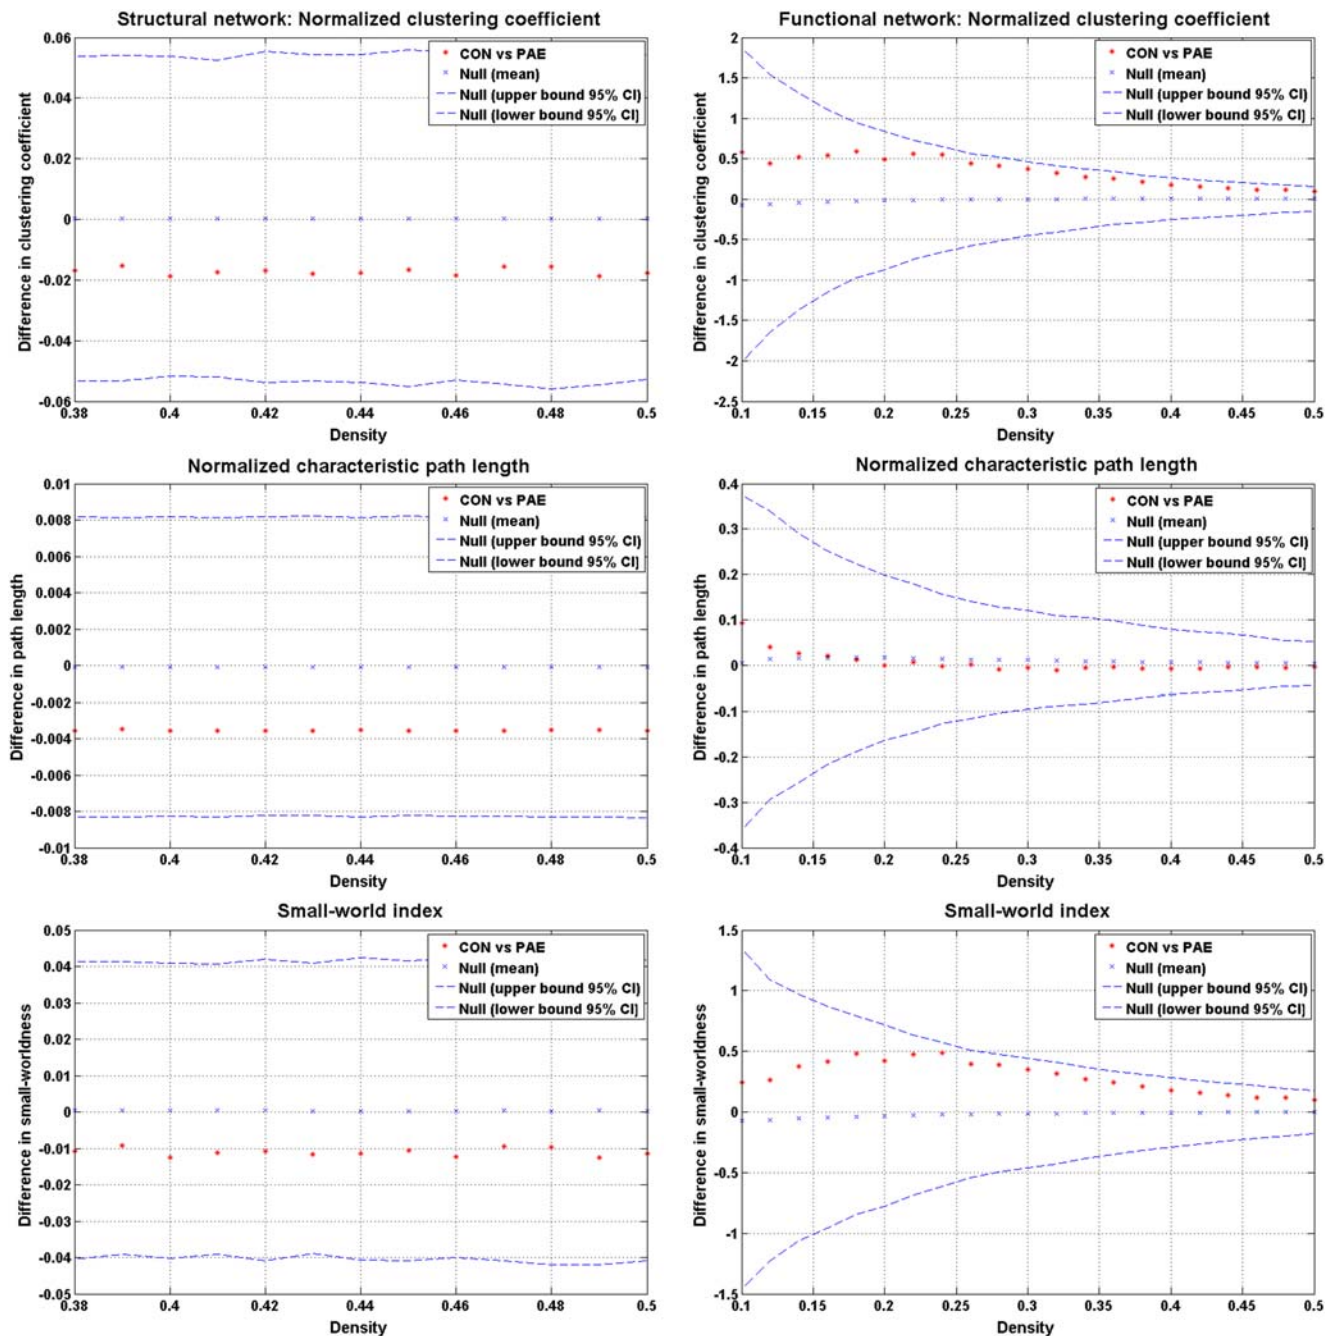 Structural network: Normalized clustering coefficient
0.06
0.04
0.02
0
-0.02
-0.04
-0.06
Difference in clustering coefficient
CON vs PAE
Null (mean)
Null (upper bound 95% CI)
Null (lower bound 95% CI]
0.38 0.4 0.42 0.44 0.46 0.48 0.5
Density
Functional network: Normalized clustering coefficient
2
1.5
1
0.5
0
-0.5
-1
-1.5
-2
-2.5
Difference in clustering coefficient
CON vs PAE
Null (mean)
Null (upper bound 95% CI)
Null (lower bound 95% CI]
0.1 0.15 0.2 0.25 0.3 0.35 0.4 0.45 0.5
Density
Normalized characteristic path length
0.01
0.008
0.006
0.004
0.002
0
-0.002
-0.004
-0.006
-0.008
-0.01
Difference in path length
CON vs PAE
Null (mean)
Null (upper bound 95% CI)
Null (lower bound 95% CI]
0.38 0.4 0.42 0.44 0.46 0.48 0.5
Density
Normalized characteristic path length
0.4
0.3
0.2
0.1
0
-0.1
-0.2
-0.3
-0.4
Difference in path length
CON vs PAE
Null (mean)
Null (upper bound 95% CI)
Null (lower bound 95% CI]
0.1 0.15 0.2 0.25 0.3 0.35 0.4 0.45 0.5
Density
Small-world index
0.05
0.04
0.03
0.02
0.01
0
-0.01
-0.02
-0.03
-0.04
-0.05
Difference in small-worldness
CON vs PAE
Null (mean)
Null (upper bound 95% CI)
Null (lower bound 95% CI]
0.38 0.4 0.42 0.44 0.46 0.48 0.5
Density
Small-world index
1.5
1
0.5
0
-0.5
-1
-1.5
Difference in small-worldness
CON vs PAE
Null (mean)
Null (upper bound 95% CI)
Null (lower bound 95% CI]
0.1 0.15 0.2 0.25 0.3 0.35 0.4 0.45 0.5
Density